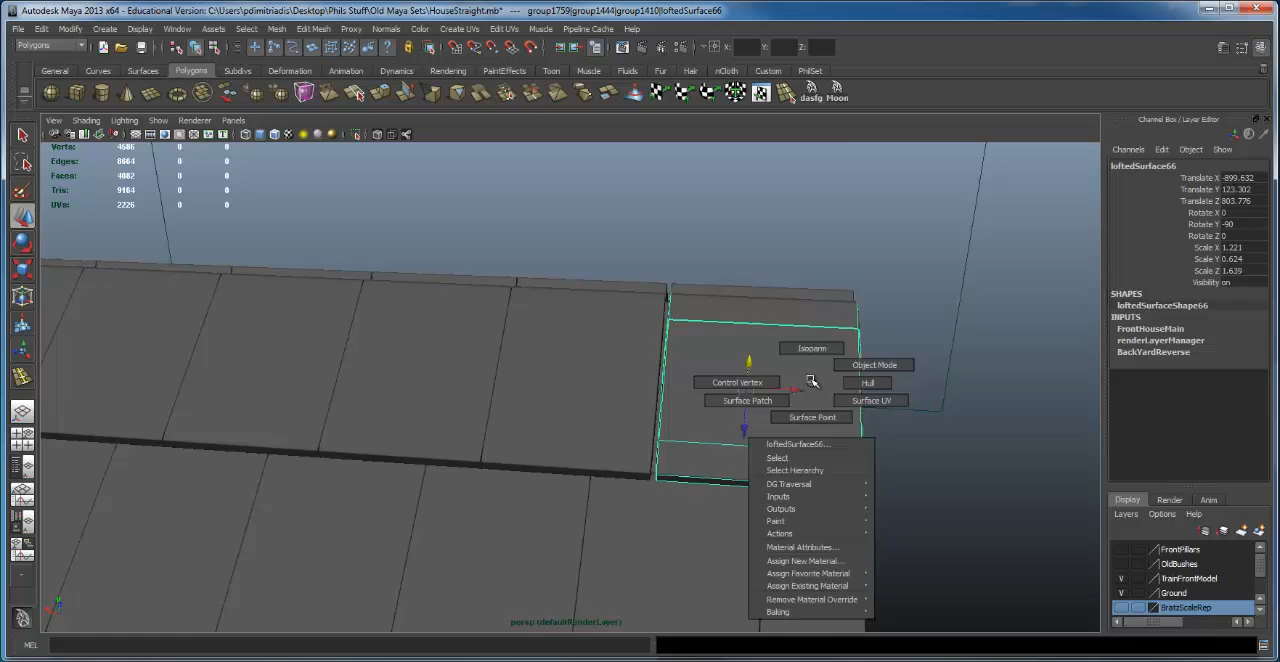 Autodesk Maya 2013 x64 - Educational Version: C:\Users\pdimitriadis\Desktop\Phils Stuff\Old Maya Sets\HouseStraight.mb* --- group1759|group1444|group1410|loftedSurface66
File Edit Modify Create Display Window Assets Select Mesh Edit Mesh Proxy Normals Color Create UVs Edit UVs Muscle Pipeline Cache Help
Polygons X: Y: Z:
General Curves Surfaces Polygons Subdivs Deformation Animation Dynamics Rendering PaintEffects Toon Muscle Fluids Fur Hair nCloth Custom PhilSet
dasfg Moon
View Shading Lighting Show Renderer Panels
Channel Box / Layer Editor
Channels Edit Object Show
Verts: 4686 0 0
Edges: 8664 0 0
Faces: 4082 0 0
Tris: 9164 0 0
UVs: 2226 0 0
loftedSurface66
Translate X -899.632
Translate Y 123.302
Translate Z 803.776
Rotate X 0
Rotate Y -90
Rotate Z 0
Scale X 1.221
Scale Y 0.624
Scale Z 1.639
Visibility on
SHAPES
loftedSurfaceShape66
INPUTS
FrontHouseMain
renderLayerManager
BackYardReverse
Isoparm
Object Mode
Control Vertex
Hull
Surface Patch
Surface UV
Surface Point
loftedSurface66...
Select
Select Hierarchy
DG Traversal
Inputs
Outputs
Paint
Actions
Material Attributes...
Assign New Material...
Assign Favorite Material
Assign Existing Material
Remove Material Override
Baking
Display Render Anim
Layers Options Help
FrontPillars
OldBushes
V TrainFrontModel
V Ground
BratzScaleRep
persp (defaultRenderLayer)
MEL